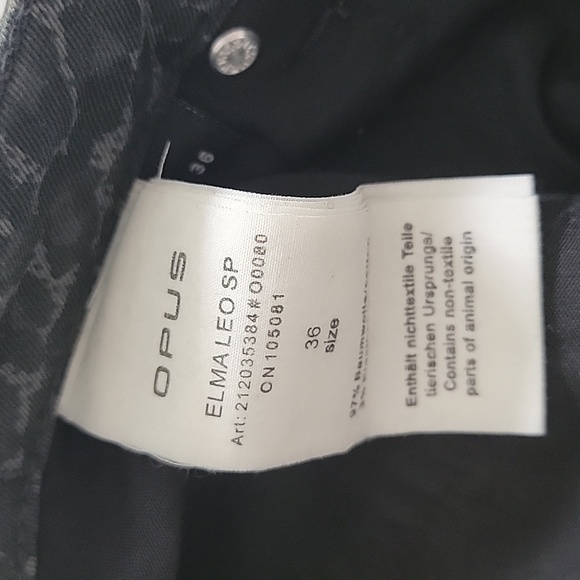 36
OPUS
ELMA LEO SP
Art: 212035384#O0080
ON105081
36
size
97% Baumwolle/cotton
Enthält nichttextile Teile
tierischen Ursprungs/
Contains non-textile
parts of animal origin